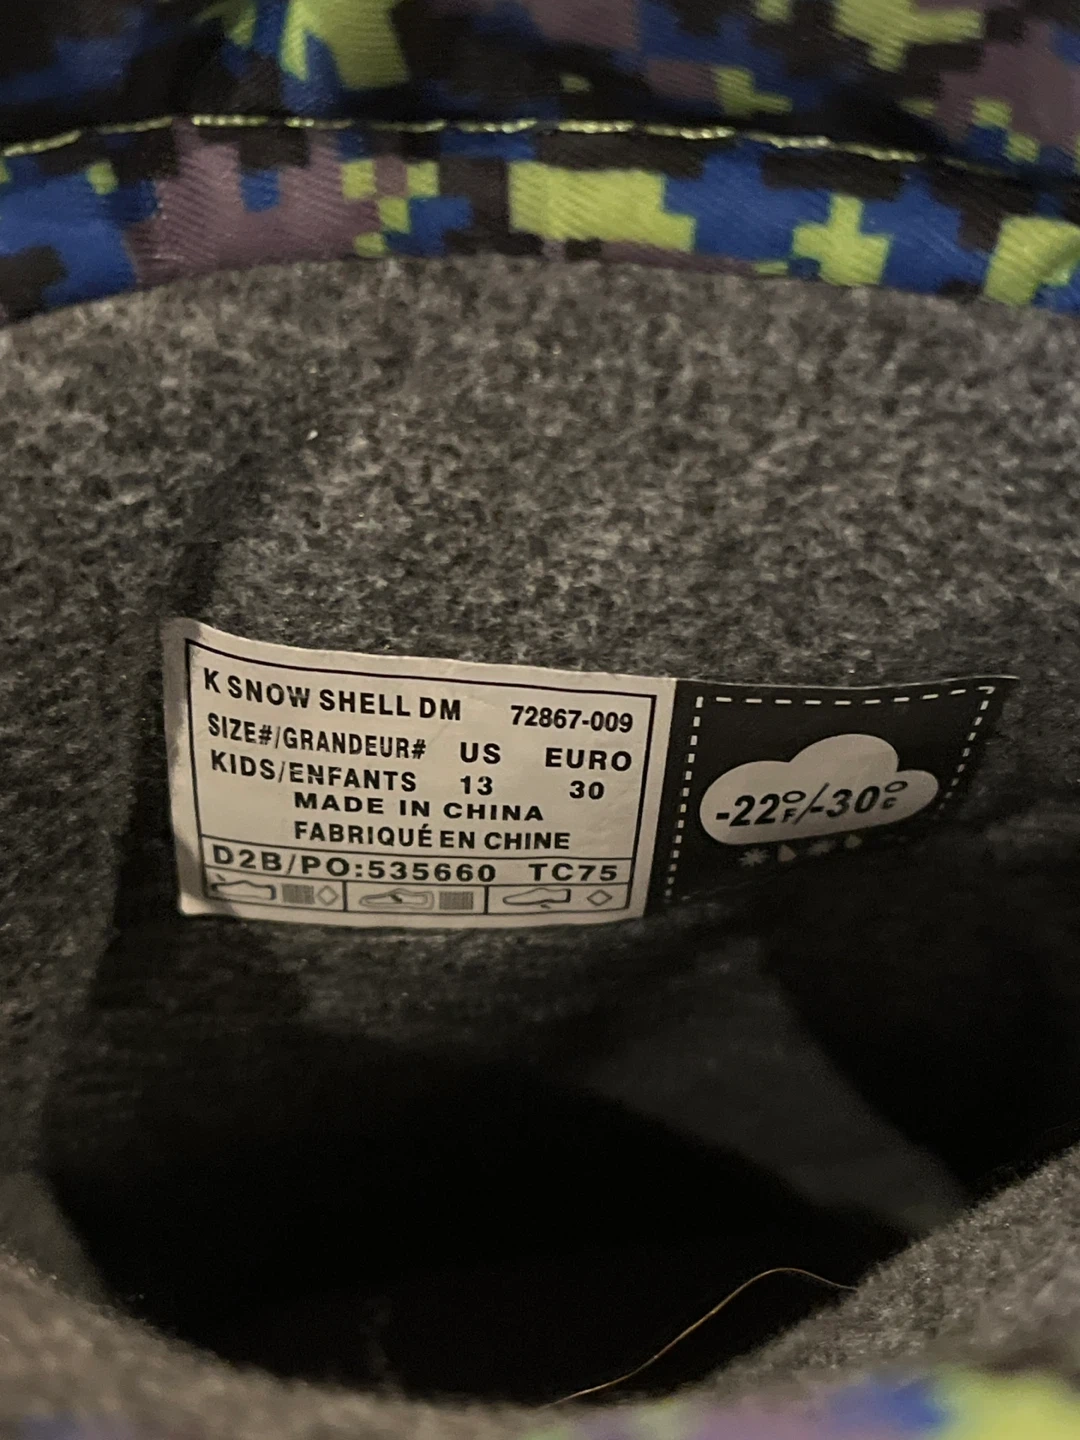 K SNOW SHELL DM 72867-009
SIZE#/GRANDEUR# US EURO
KIDS/ENFANTS 13 30
MADE IN CHINA
FABRIQUÉ EN CHINE
D2B/PO:535660 TC75
-22°F/-30°C